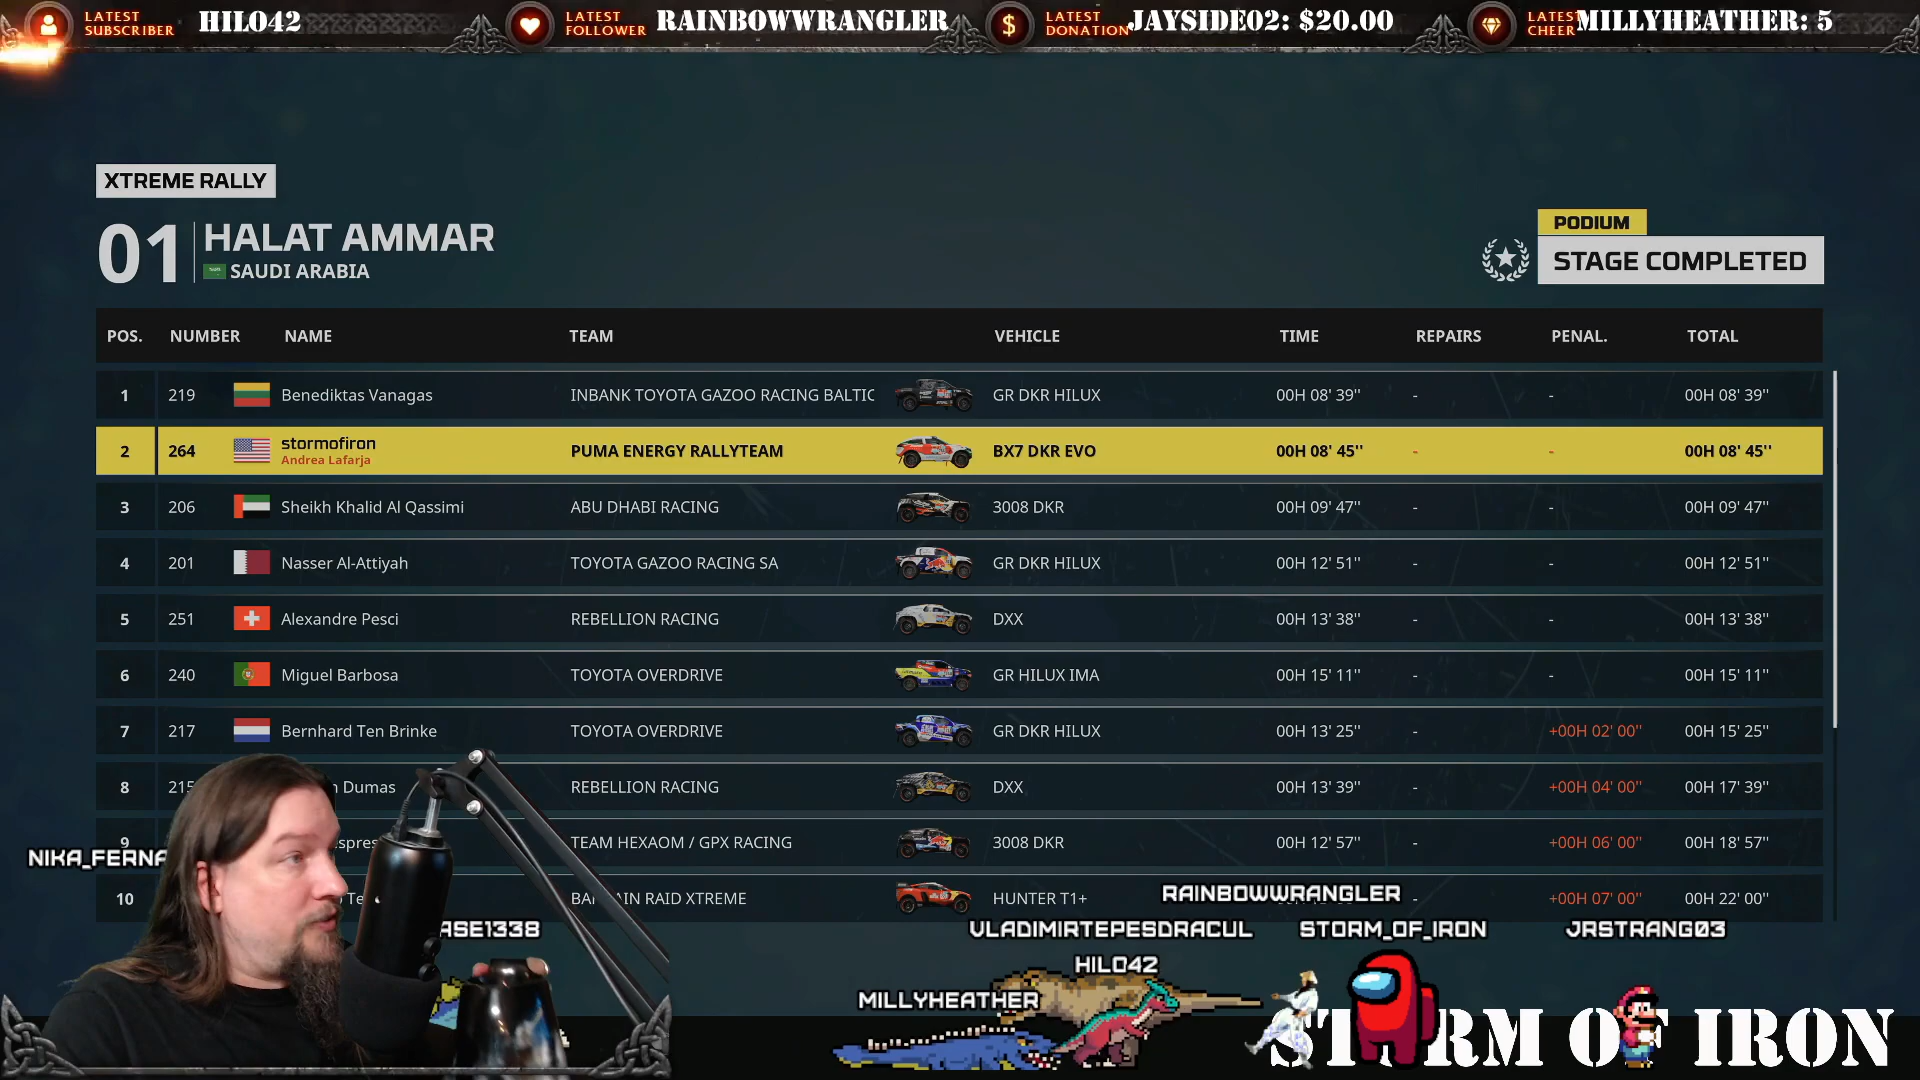 LATEST SUBSCRIBER HILO42
LATEST FOLLOWER RAINBOWWRANGLER
LATEST DONATION JAYSIDE02: $20.00
LATEST CHEER MILLYHEATHER: 5
XTREME RALLY
01 HALAT AMMAR
SAUDI ARABIA
PODIUM
STAGE COMPLETED
POS. NUMBER NAME TEAM VEHICLE TIME REPAIRS PENAL. TOTAL
1 219 Benediktas Vanagas INBANK TOYOTA GAZOO RACING BALTIC GR DKR HILUX 00H 08' 39'' - - 00H 08' 39''
2 264 stormofiron PUMA ENERGY RALLYTEAM BX7 DKR EVO 00H 08' 45'' - - 00H 08' 45''
Andrea Lafarja
3 206 Sheikh Khalid Al Qassimi ABU DHABI RACING 3008 DKR 00H 09' 47'' - - 00H 09' 47''
4 201 Nasser Al-Attiyah TOYOTA GAZOO RACING SA GR DKR HILUX 00H 12' 51'' - - 00H 12' 51''
5 251 Alexandre Pesci REBELLION RACING DXX 00H 13' 38'' - - 00H 13' 38''
6 240 Miguel Barbosa TOYOTA OVERDRIVE GR HILUX IMA 00H 15' 11'' - - 00H 15' 11''
7 217 Bernhard Ten Brinke TOYOTA OVERDRIVE GR DKR HILUX 00H 13' 25'' - +00H 02' 00'' 00H 15' 25''
8 Dumas REBELLION RACING DXX 00H 13' 39'' - +00H 04' 00'' 00H 17' 39''
9 TEAM HEXAOM / GPX RACING 3008 DKR 00H 12' 57'' - +00H 06' 00'' 00H 18' 57''
10 RAID XTREME HUNTER T1+ - +00H 07' 00'' 00H 22' 00''
NIKA_FERNA
ASE1338
RAINBOWWRANGLER
VLADIMIRTEPESDRACUL
STORM_OF_IRON
JRSTRANG03
HILO42
MILLYHEATHER
STORM OF IRON